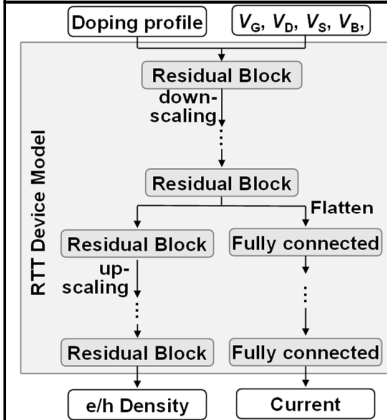 Doping profile
VG, VD, VS, VB,
Residual Block
down-
scaling
Residual Block
Flatten
RTT Device Model
Residual Block
Fully connected
up-
scaling
Residual Block
Fully connected
e/h Density
Current